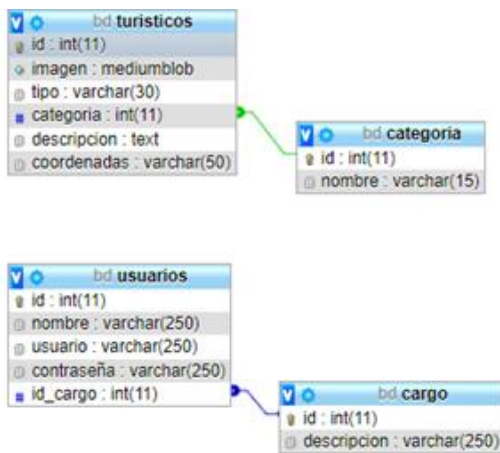 bd turisticos
id : int(11)
imagen : mediumblob
tipo : varchar(30)
categoria : int(11)
descripcion : text
coordenadas : varchar(50)
bd categoria
id : int(11)
nombre : varchar(15)
bd usuarios
id : int(11)
nombre : varchar(250)
usuario : varchar(250)
contraseña : varchar(250)
id_cargo : int(11)
bd cargo
id : int(11)
descripcion : varchar(250)